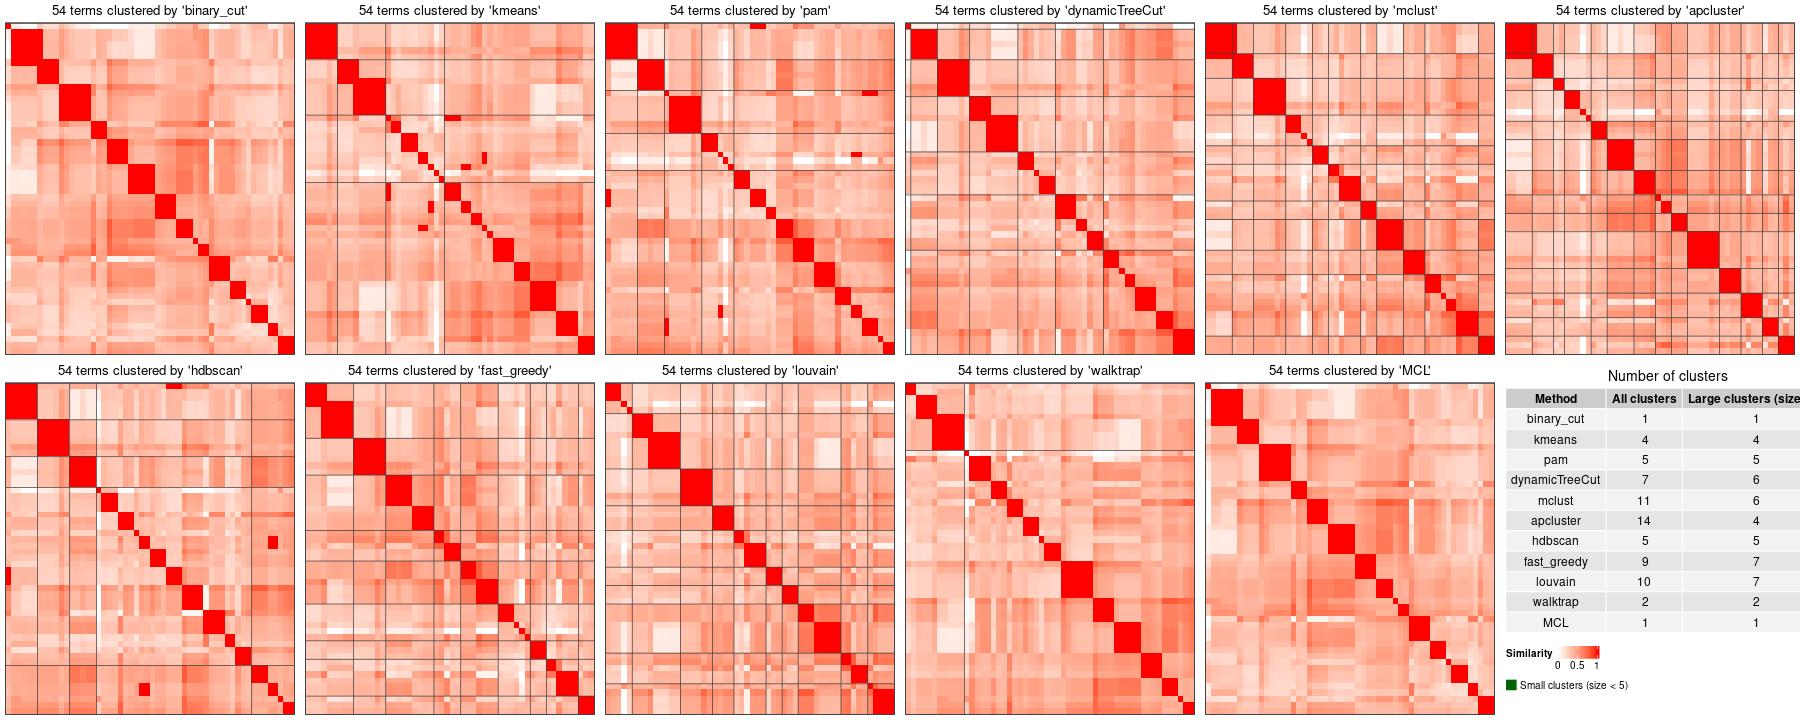 54 terms clustered by 'binary_cut'
54 terms clustered by 'kmeans'
54 terms clustered by 'pam'
54 terms clustered by 'dynamicTreeCut'
54 terms clustered by 'mclust'
54 terms clustered by 'apcluster'
54 terms clustered by 'hdbscan'
54 terms clustered by 'fast_greedy'
54 terms clustered by 'louvain'
54 terms clustered by 'walktrap'
54 terms clustered by 'MCL'
Number of clusters
Method All clusters Large clusters (size
binary_cut 1 1
kmeans 4 4
pam 5 5
dynamicTreeCut 7 6
mclust 11 6
apcluster 14 4
hdbscan 5 5
fast_greedy 9 7
louvain 10 7
walktrap 2 2
MCL 1 1
Similarity
0 0.5 1
Small clusters (size < 5)